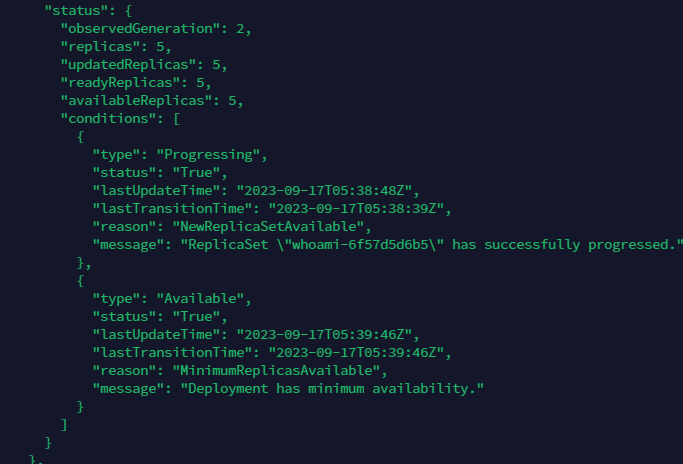 "status": {
"observedGeneration": 2,
"replicas": 5,
"updatedReplicas": 5,
"readyReplicas": 5,
"availableReplicas": 5,
"conditions": [
{
"type": "Progressing",
"status": "True",
"lastUpdateTime": "2023-09-17T05:38:48Z",
"lastTransitionTime": "2023-09-17T05:38:39Z",
"reason": "NewReplicaSetAvailable",
"message": "ReplicaSet \"whoami-6f57d5d6b5\" has successfully progressed."
},
{
"type": "Available",
"status": "True",
"lastUpdateTime": "2023-09-17T05:39:46Z",
"lastTransitionTime": "2023-09-17T05:39:46Z",
"reason": "MinimumReplicasAvailable",
"message": "Deployment has minimum availability."
}
]
}
},